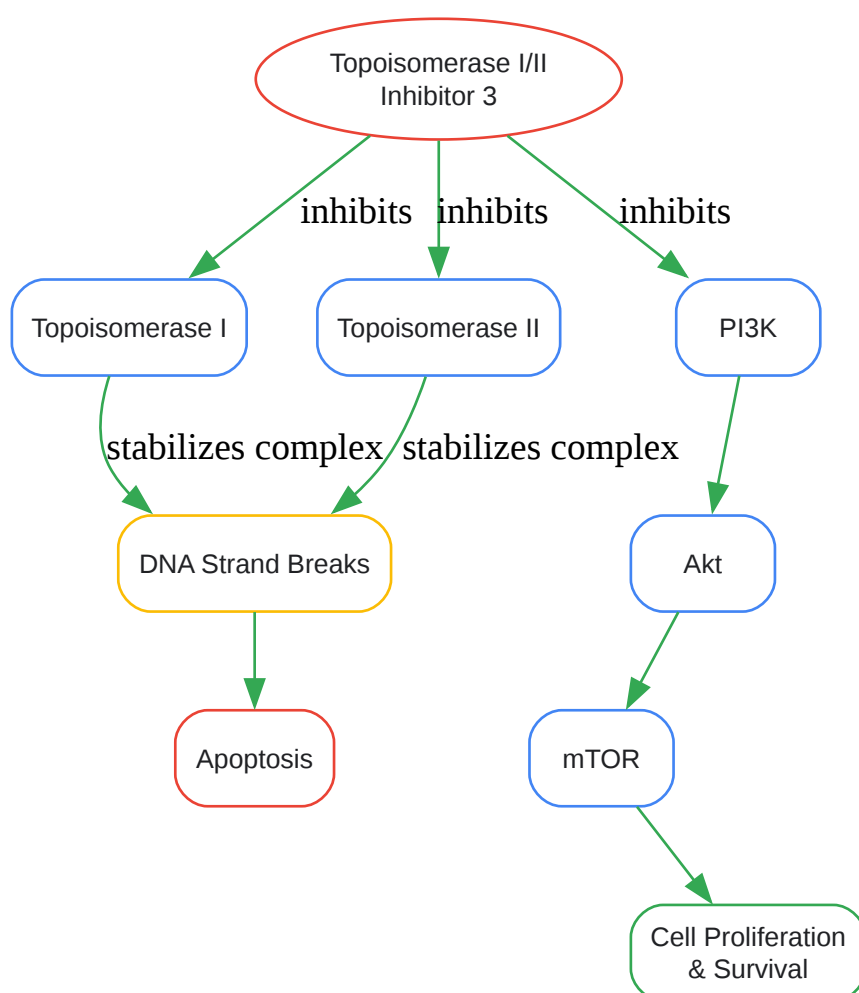 Topoisomerase I/II
Inhibitor 3
inhibits
inhibits
inhibits
Topoisomerase I
Topoisomerase II
PI3K
stabilizes complex
stabilizes complex
DNA Strand Breaks
Akt
Apoptosis
mTOR
Cell Proliferation
& Survival